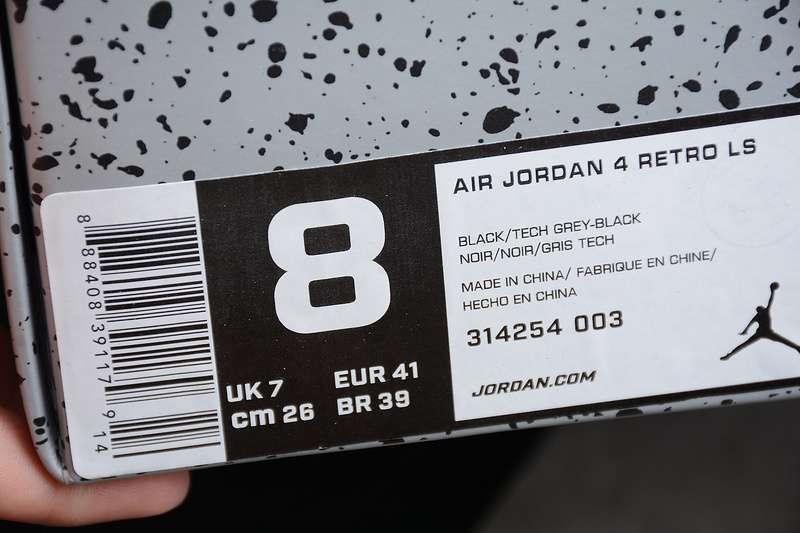 8 88408 39117 9 14
8
UK 7
EUR 41
cm 26
BR 39
AIR JORDAN 4 RETRO LS
BLACK/TECH GREY-BLACK
NOIR/NOIR/GRIS TECH
MADE IN CHINA/ FABRIQUE EN CHINE/
HECHO EN CHINA
314254 003
JORDAN.COM